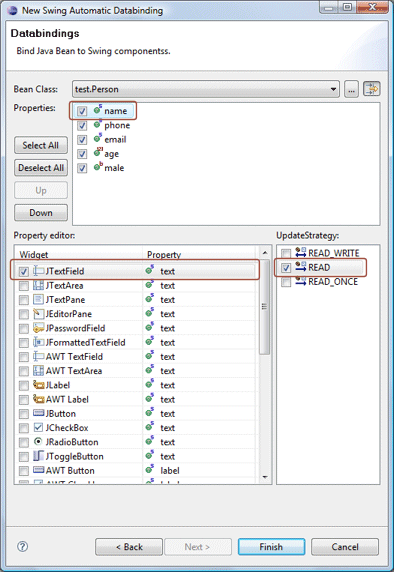 New Swing Automatic Databinding
Databindings
Bind Java Bean to Swing componentss.
Bean Class: test.Person ...
Properties:
name
phone
email
age
male
Select All
Deselect All
Up
Down
Property editor:
Widget Property
JTextField text
JTextArea text
JTextPane text
JEditorPane text
JPasswordField text
JFormattedTextField text
AWT TextField text
AWT TextArea text
JLabel text
AWT Label text
JButton text
JCheckBox text
JRadioButton text
JToggleButton text
AWT Button label
UpdateStrategy:
READ_WRITE
READ
READ_ONCE
< Back Next > Finish Cancel